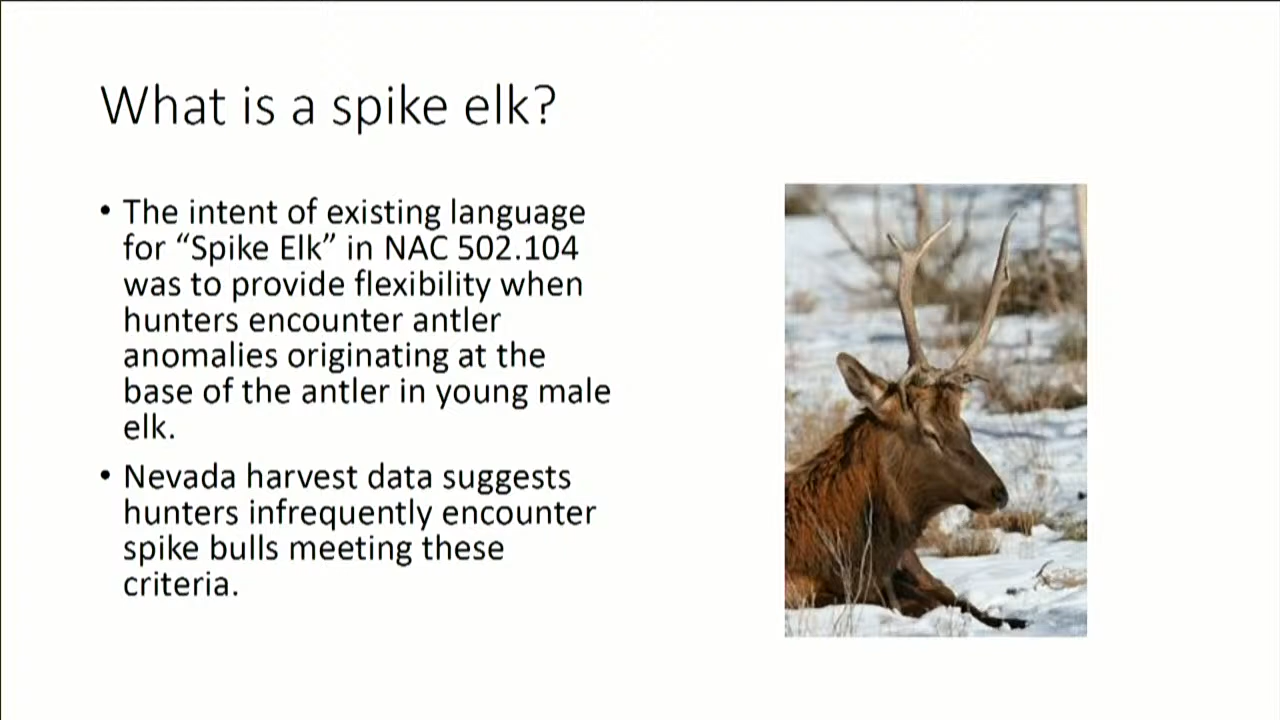 What is a spike elk?
• The intent of existing language
for “Spike Elk” in NAC 502.104
was to provide flexibility when
hunters encounter antler
anomalies originating at the
base of the antler in young male
elk.
• Nevada harvest data suggests
hunters infrequently encounter
spike bulls meeting these
criteria.